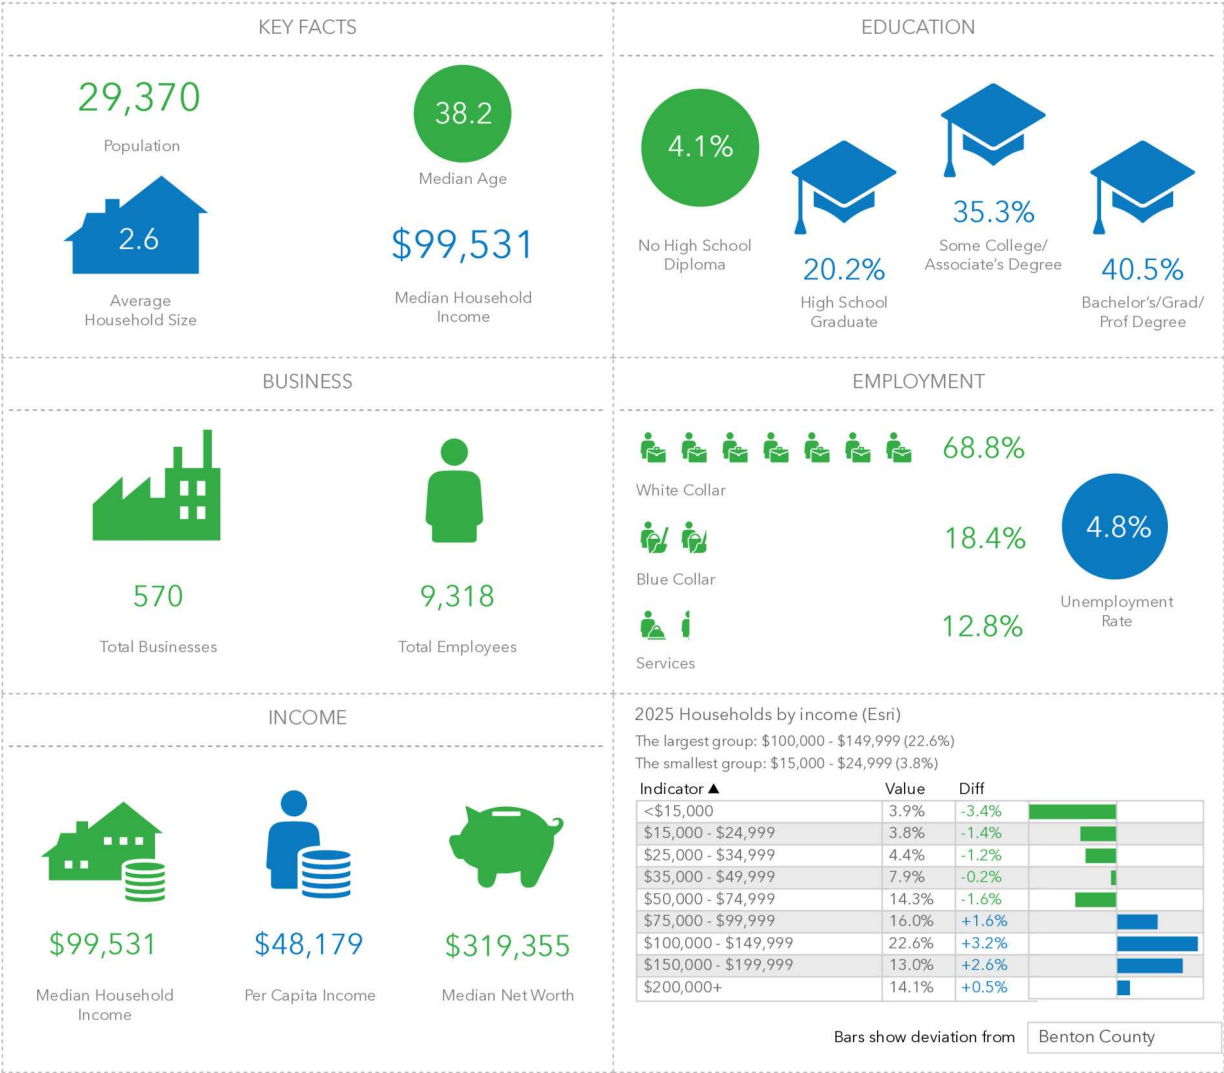 KEY FACTS
29,370
Population
38.2
Median Age
2.6
Average
Household Size
$99,531
Median Household
Income
EDUCATION
4.1%
No High School
Diploma
20.2%
High School
Graduate
35.3%
Some College/
Associate's Degree
40.5%
Bachelor's/Grad/
Prof Degree
BUSINESS
570
Total Businesses
9,318
Total Employees
EMPLOYMENT
68.8%
White Collar
18.4%
Blue Collar
12.8%
Services
4.8%
Unemployment
Rate
INCOME
$99,531
Median Household
Income
$48,179
Per Capita Income
$319,355
Median Net Worth
2025 Households by income (Esri)
The largest group: $100,000 - $149,999 (22.6%)
The smallest group: $15,000 - $24,999 (3.8%)
Indicator ▲ Value Diff
<$15,000 3.9% -3.4%
$15,000 - $24,999 3.8% -1.4%
$25,000 - $34,999 4.4% -1.2%
$35,000 - $49,999 7.9% -0.2%
$50,000 - $74,999 14.3% -1.6%
$75,000 - $99,999 16.0% +1.6%
$100,000 - $149,999 22.6% +3.2%
$150,000 - $199,999 13.0% +2.6%
$200,000+ 14.1% +0.5%
Bars show deviation from Benton County